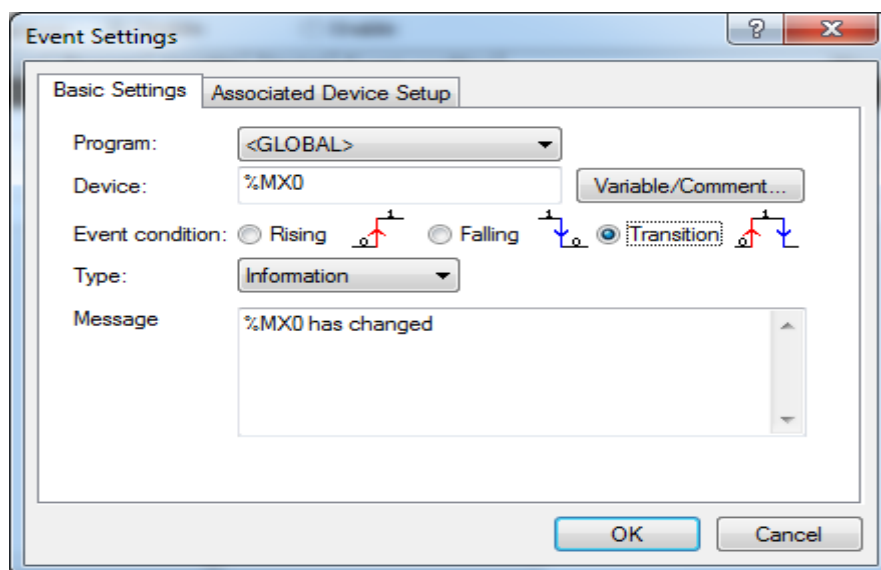 Event Settings
Basic Settings Associated Device Setup
Program: <GLOBAL>
Device: %MX0 Variable/Comment...
Event condition: Rising 0 1 Falling 1 0 Transition 0 1
Type: Information
Message %MX0 has changed
OK Cancel